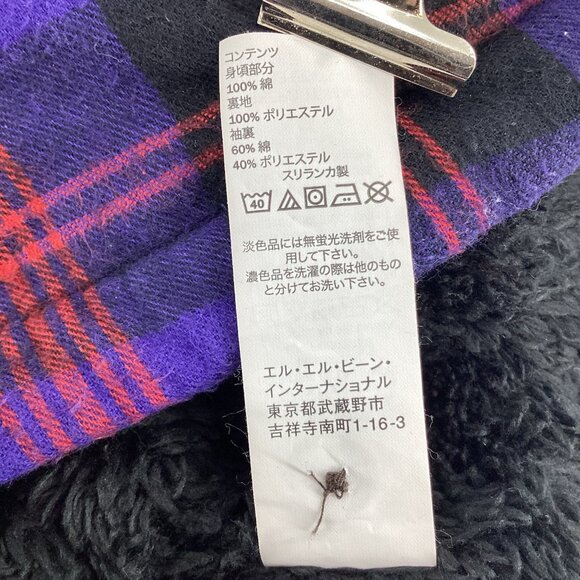 コンテンツ
身頃部分
100% 綿
裏地
100% ポリエステル
袖裏
60% 綿
40% ポリエステル
スリランカ製
40
淡色品には無蛍光洗剤をご使
用して下さい。
濃色品を洗濯の際は他のもの
と分けてお洗い下さい。
エル・エル・ビーン・
インターナショナル
東京都武蔵野市
吉祥寺南町1-16-3